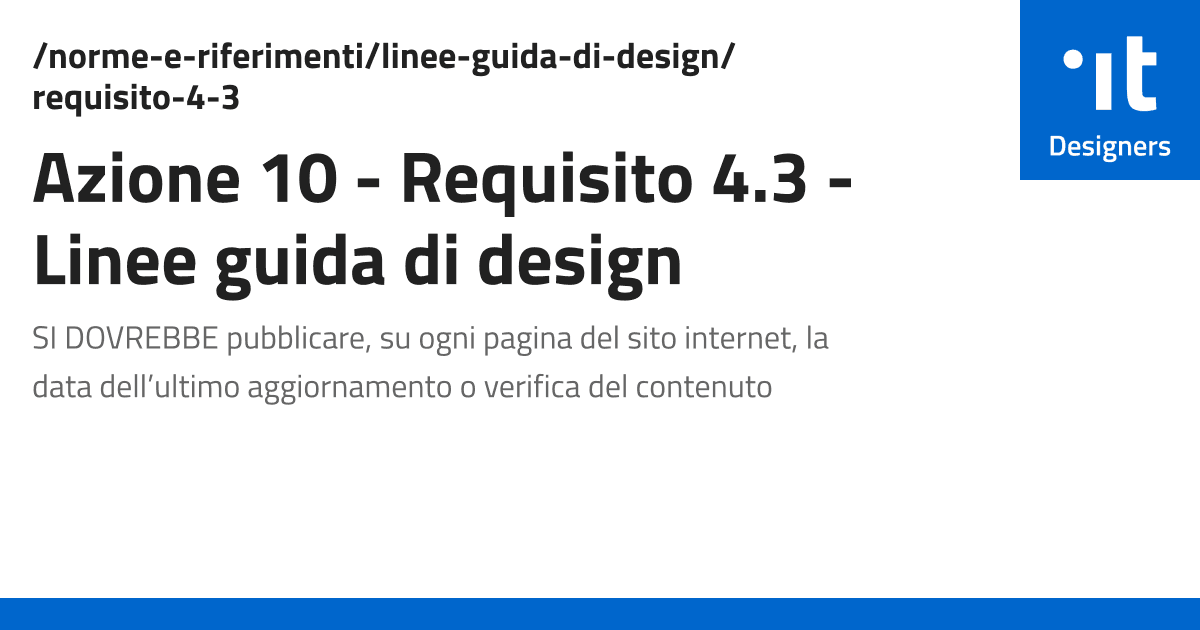 /norme-e-riferimenti/linee-guida-di-design/
requisito-4-3
Azione 10 - Requisito 4.3 -
Linee guida di design
SI DOVREBBE pubblicare, su ogni pagina del sito internet, la
data dell’ultimo aggiornamento o verifica del contenuto
it
Designers